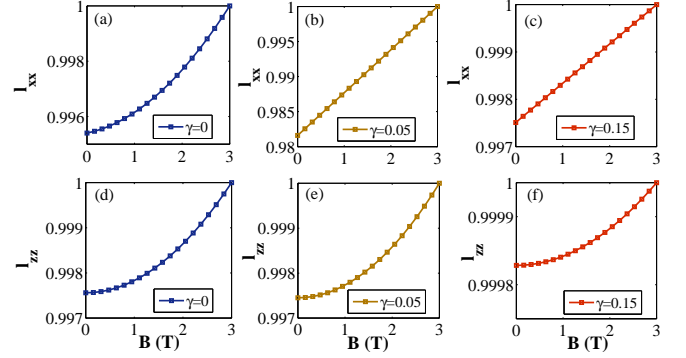 (a)
1
0.998
0.996
l_xx
γ=0
0 1 2 3
(b)
1
0.995
0.99
0.985
0.98
l_xx
γ=0.05
0 1 2 3
(c)
1
0.999
0.998
0.997
l_xx
γ=0.15
0 1 2 3
(d)
1
0.999
0.998
0.997
l_zz
γ=0
0 1 2 3
B (T)
(e)
1
0.999
0.998
0.997
l_zz
γ=0.05
0 1 2 3
B (T)
(f)
1
0.9999
0.9998
l_zz
γ=0.15
0 1 2 3
B (T)